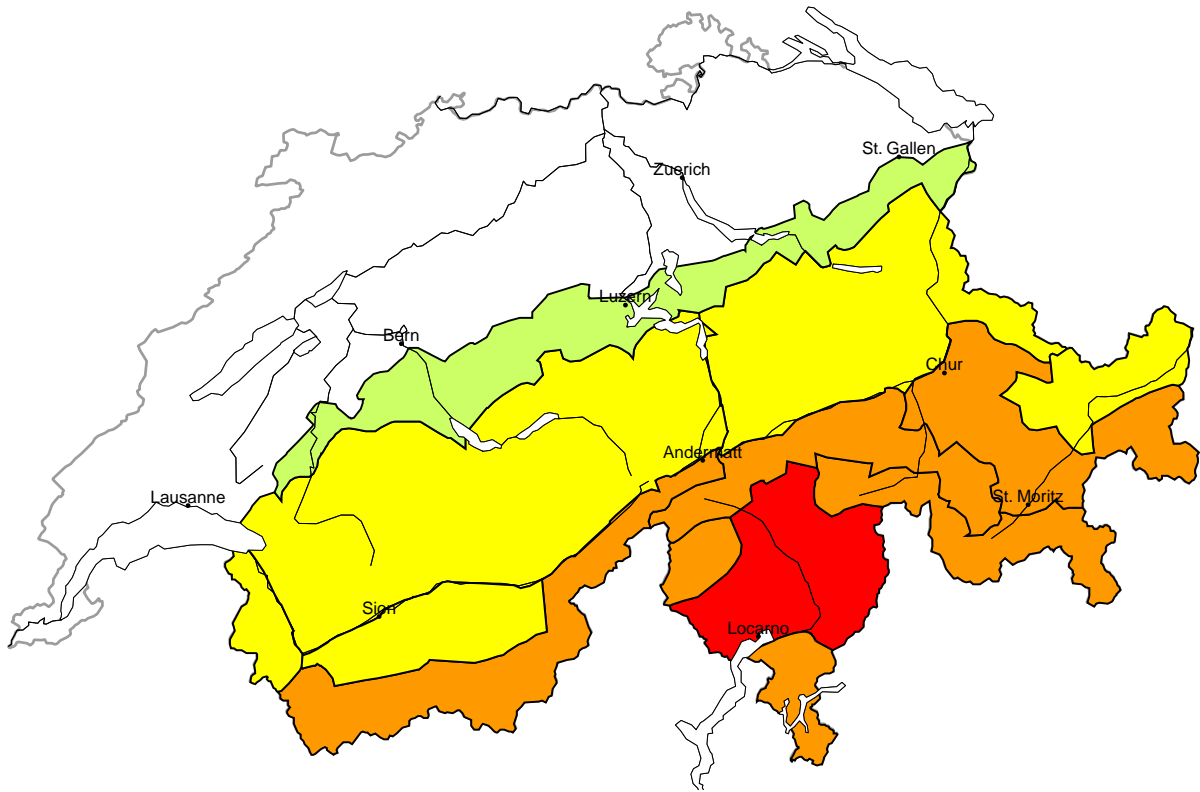 St. Gallen
Zuerich
Luzern
Bern
Chur
Andermatt
Lausanne
St. Moritz
Sion
Locarno